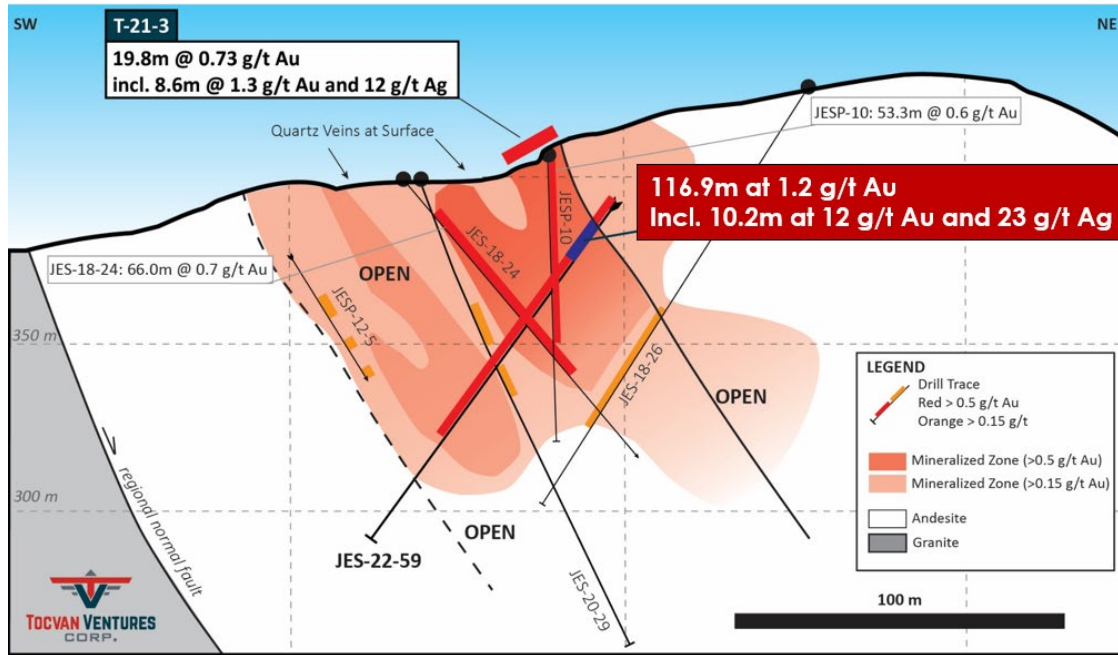 SW
NE
T-21-3
19.8m @ 0.73 g/t Au
incl. 8.6m @ 1.3 g/t Au and 12 g/t Ag
JESP-10: 53.3m @ 0.6 g/t Au
Quartz Veins at Surface
116.9m at 1.2 g/t Au
Incl. 10.2m at 12 g/t Au and 23 g/t Ag
JESP-10
JES-18-24
JES-18-24: 66.0m @ 0.7 g/t Au
OPEN
JESP-12-5
350 m
JES-18-26
OPEN
LEGEND
Drill Trace
Red > 0.5 g/t Au
Orange > 0.15 g/t
Mineralized Zone (>0.5 g/t Au)
Mineralized Zone (>0.15 g/t Au)
Andesite
Granite
regional normal fault
300 m
OPEN
JES-22-59
JES-20-29
100 m
TOCVAN VENTURES
CORP.